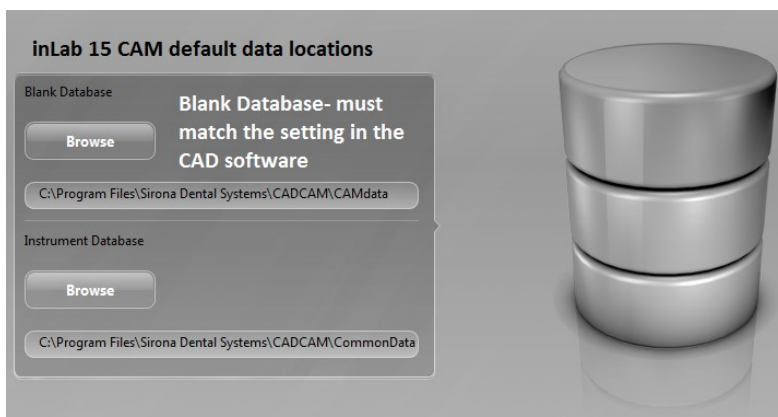 inLab 15 CAM default data locations
Blank Database
Blank Database- must
match the setting in the
CAD software
Browse
C:\Program Files\Sirona Dental Systems\CADCAM\CAMdata
Instrument Database
Browse
C:\Program Files\Sirona Dental Systems\CADCAM\CommonData